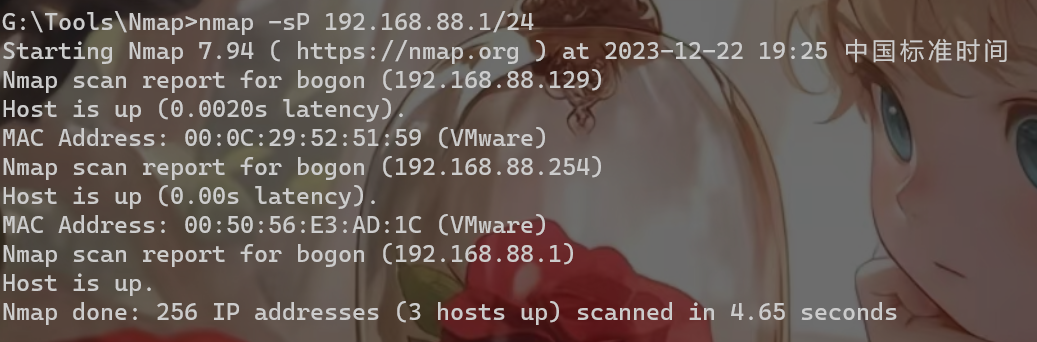 G:\Tools\Nmap>nmap -sP 192.168.88.1/24
Starting Nmap 7.94 ( https://nmap.org ) at 2023-12-22 19:25 中国标准时间
Nmap scan report for bogon (192.168.88.129)
Host is up (0.0020s latency).
MAC Address: 00:0C:29:52:51:59 (VMware)
Nmap scan report for bogon (192.168.88.254)
Host is up (0.00s latency).
MAC Address: 00:50:56:E3:AD:1C (VMware)
Nmap scan report for bogon (192.168.88.1)
Host is up.
Nmap done: 256 IP addresses (3 hosts up) scanned in 4.65 seconds